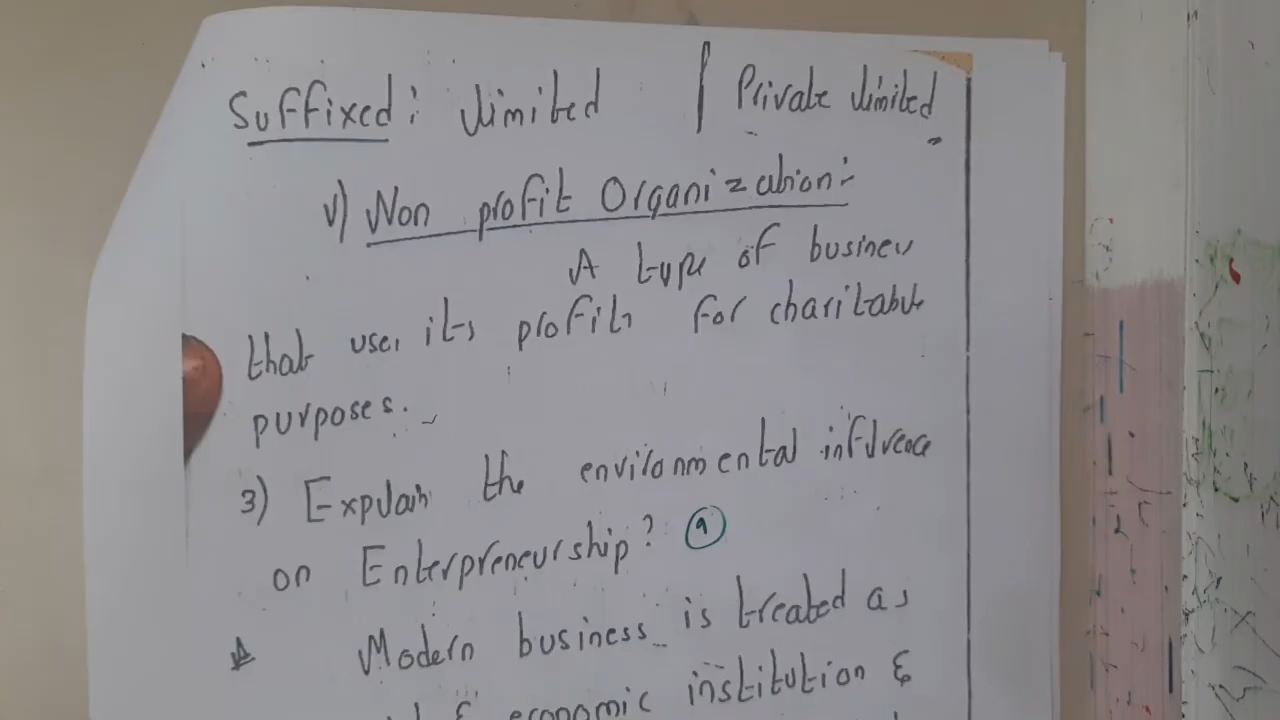 Suffixed: limited | Private limited
v) Non profit Organization:-
A type of business
that uses its profits for charitable
purposes.
3) Explain the environmental influence
on Enterpreneurship? 9
Modern business is treated as
& economic institution &